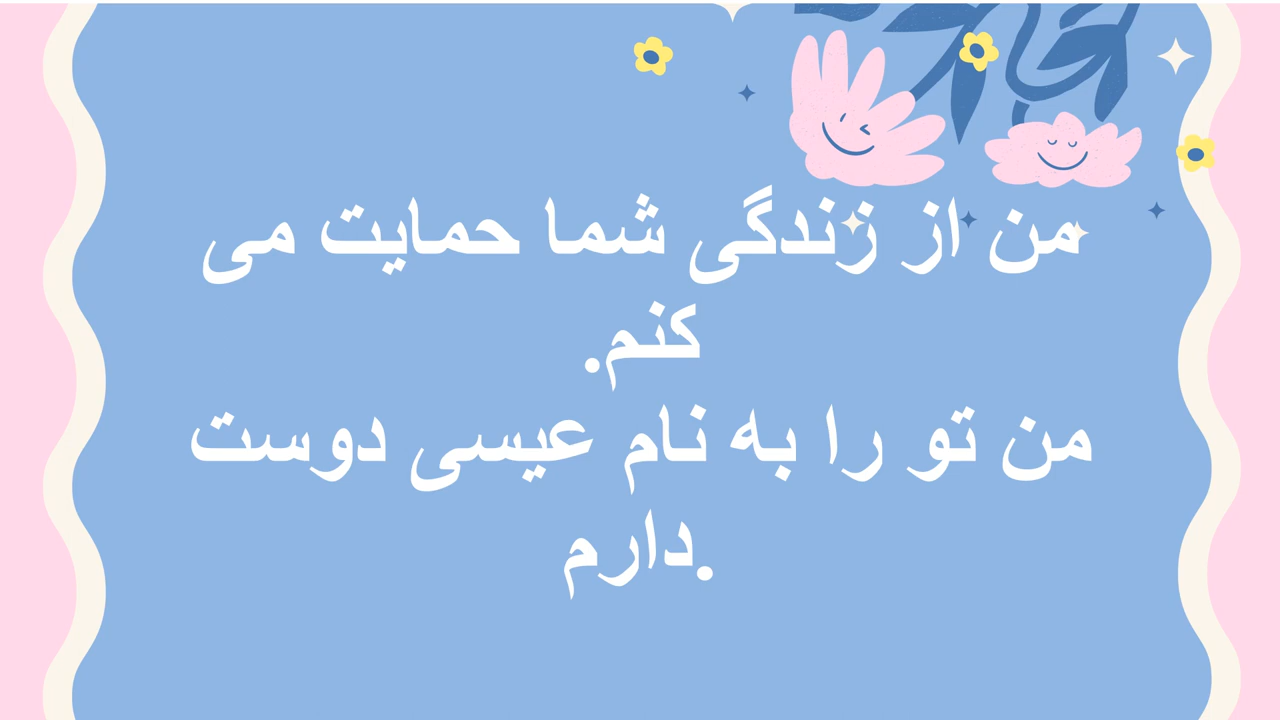 من از زندگی شما حمایت می
کنم.
من تو را به نام عیسی دوست
.دارم